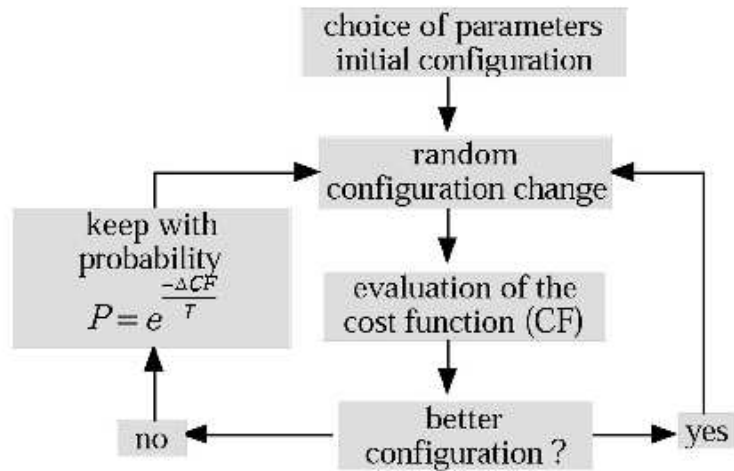 choice of parameters
initial configuration
random
configuration change
keep with
probability
P = e^{\frac{-ΔCF}{T}}
evaluation of the
cost function (CF)
better
configuration ?
no
yes